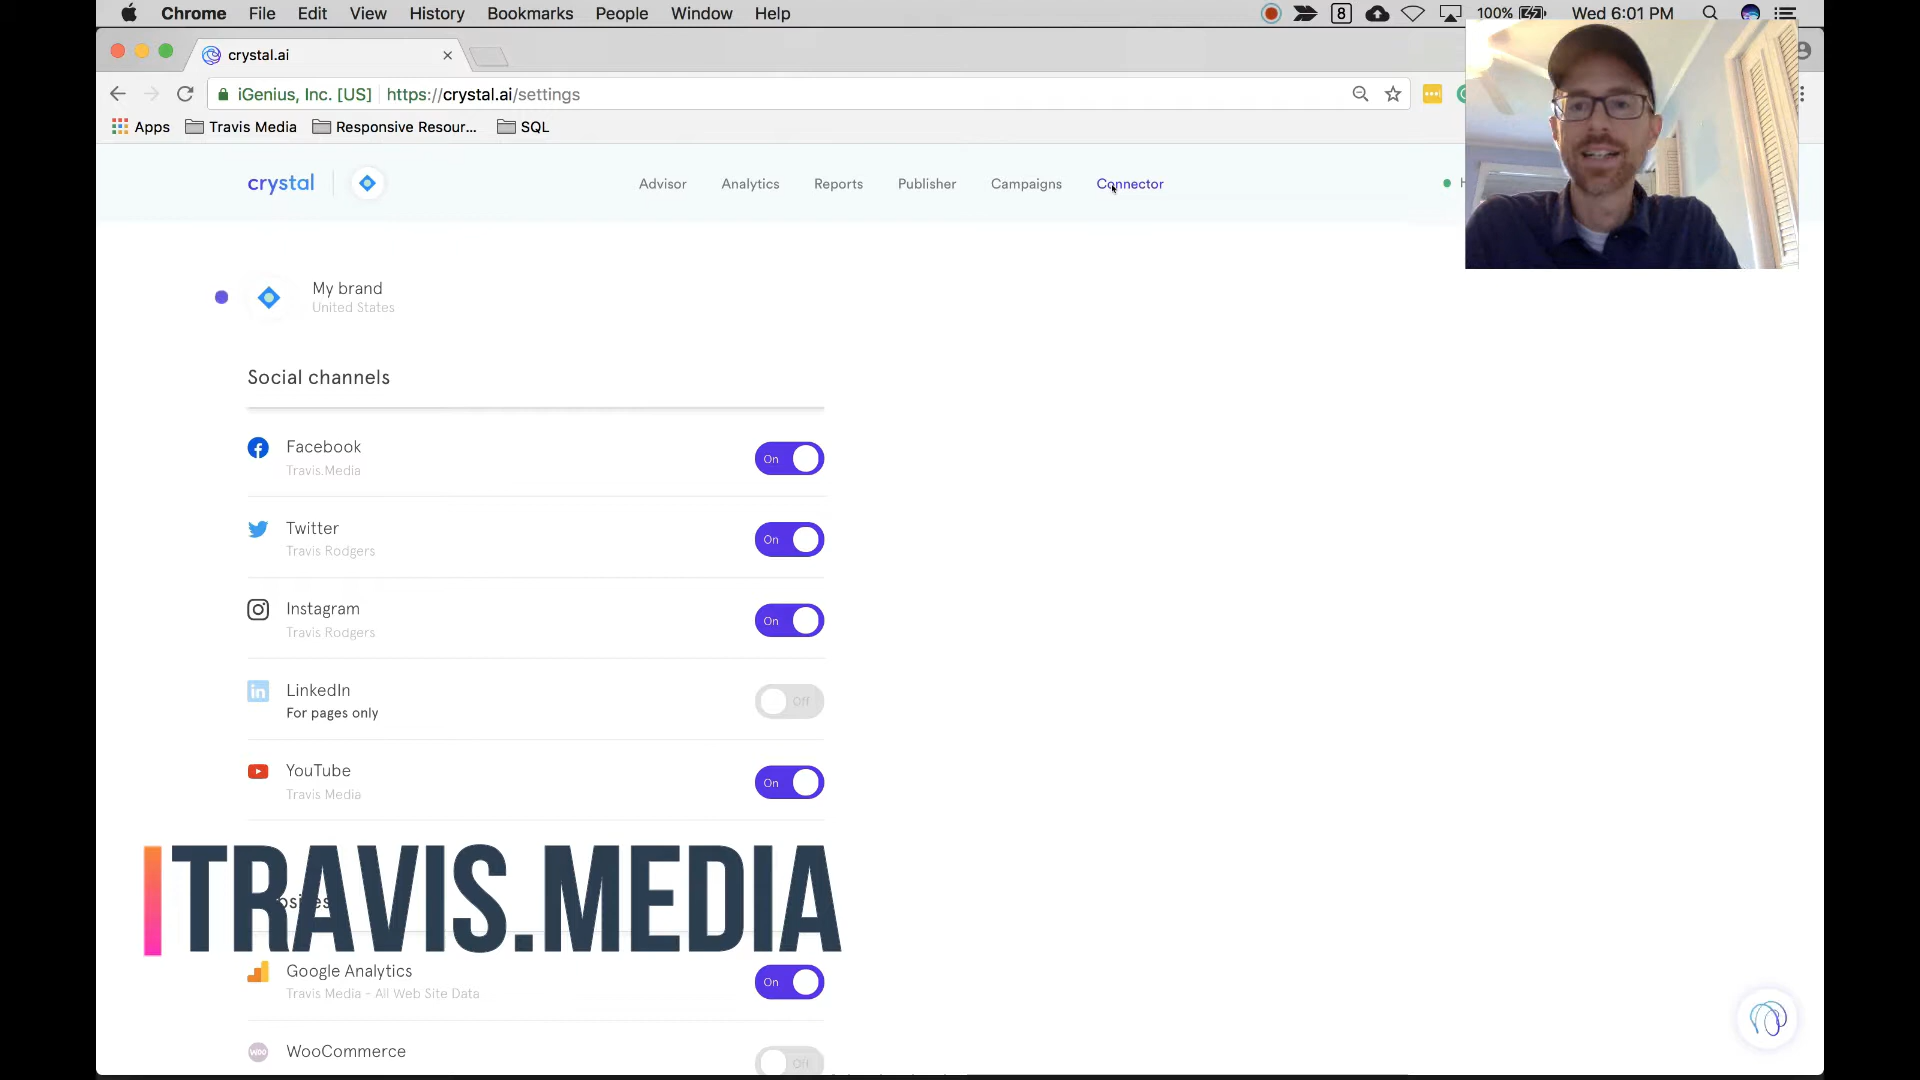 Chrome File Edit View History Bookmarks People Window Help 8 100% Wed 6:01 PM
crystal.ai
iGenius, Inc. [US] https://crystal.ai/settings
Apps Travis Media Responsive Resour... SQL
crystal Advisor Analytics Reports Publisher Campaigns Connector
My brand
United States
Social channels
Facebook
Travis.Media
On
Twitter
Travis Rodgers
On
Instagram
Travis Rodgers
On
LinkedIn
For pages only
Off
YouTube
Travis Media
On
TRAVIS.MEDIA
Google Analytics
Travis Media - All Web Site Data
On
WooCommerce
Off